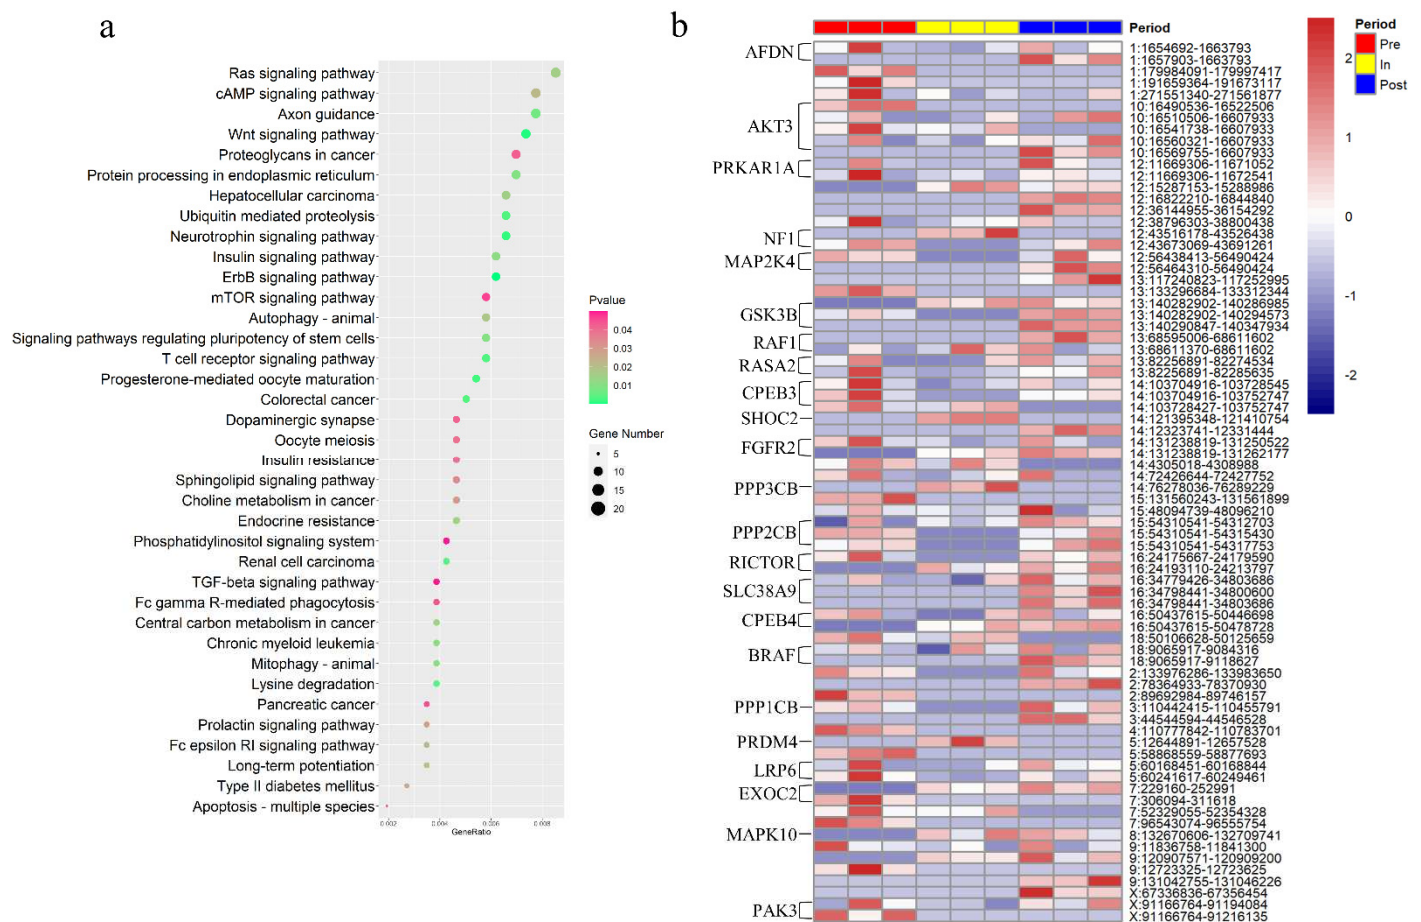 a
Ras signaling pathway
cAMP signaling pathway
Axon guidance
Wnt signaling pathway
Proteoglycans in cancer
Protein processing in endoplasmic reticulum
Hepatocellular carcinoma
Ubiquitin mediated proteolysis
Neurotrophin signaling pathway
Insulin signaling pathway
ErbB signaling pathway
mTOR signaling pathway
Autophagy - animal
Signaling pathways regulating pluripotency of stem cells
T cell receptor signaling pathway
Progesterone-mediated oocyte maturation
Colorectal cancer
Dopaminergic synapse
Oocyte meiosis
Insulin resistance
Sphingolipid signaling pathway
Choline metabolism in cancer
Endocrine resistance
Phosphatidylinositol signaling system
Renal cell carcinoma
TGF-beta signaling pathway
Fc gamma R-mediated phagocytosis
Central carbon metabolism in cancer
Chronic myeloid leukemia
Mitophagy - animal
Lysine degradation
Pancreatic cancer
Prolactin signaling pathway
Fc epsilon RI signaling pathway
Long-term potentiation
Type II diabetes mellitus
Apoptosis - multiple species
0.002 0.004 0.006 0.008
GeneRatio
Pvalue
0.04
0.03
0.02
0.01
Gene Number
5
10
15
20
b
AFDN
AKT3
PRKAR1A
NF1
MAP2K4
GSK3B
RAF1
RASA2
CPEB3
SHOC2
FGFR2
PPP3CB
PPP2CB
RICTOR
SLC38A9
CPEB4
BRAF
PPP1CB
PRDM4
LRP6
EXOC2
MAPK10
PAK3
Period
1:1654692-1663793
1:1657903-1663793
1:179984091-179997417
1:191659364-191673117
1:271551340-271561877
10:16490536-16522506
10:16510506-16607933
10:16541738-16607933
10:16560321-16607933
10:16569755-16607933
12:11669306-11671052
12:11669306-11672541
12:15287153-15288986
12:16822210-16844840
12:36144955-36154292
12:38796303-38800438
12:43516178-43526438
12:43673069-43691261
12:56438413-56490424
12:56464310-56490424
13:117240823-117252995
13:133296684-133312344
13:140282902-140286985
13:140282902-140294573
13:140290847-140347934
13:68595006-68611602
13:68611370-68611602
13:82256891-82274534
13:82256891-82285635
14:103704916-103728545
14:103704916-103752747
14:103728427-103752747
14:121395348-121410754
14:12323741-12331444
14:131238819-131250522
14:131238819-131262177
14:4305018-4308988
14:72426644-72427752
14:76278036-76289229
15:131560243-131561899
15:48094739-48096210
15:54310541-54312703
15:54310541-54315430
15:54310541-54317753
16:24175667-24179590
16:24193110-24213797
16:34779426-34803686
16:34798441-34800600
16:34798441-34803686
16:50437615-50446698
16:50437615-50478728
18:50106628-50125659
18:9065917-9084316
18:9065917-9118627
2:133976286-133983650
2:78364933-78370930
2:89692984-89746157
3:110442415-110455791
3:44544594-44546528
4:110777842-110783701
5:12644891-12657528
5:58868559-58877693
5:60168451-60168844
5:60241617-60249461
7:229160-252991
7:306094-311618
7:52329055-52354328
7:96543074-96555754
8:132670606-132709741
9:11836758-11841300
9:120907571-120909200
9:12723325-12723625
9:131042755-131046226
X:67336836-67356454
X:91166764-91194084
X:91166764-91216135
2
1
0
-1
-2
Period
Pre
In
Post